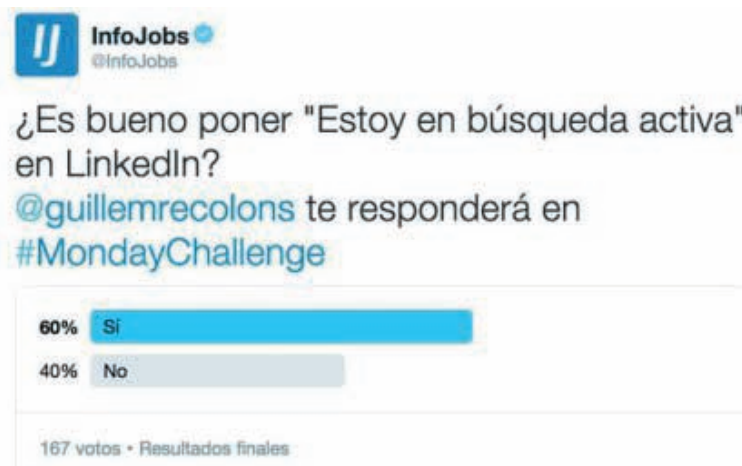 IJ
InfoJobs
@InfoJobs
¿Es bueno poner "Estoy en búsqueda activa"
en LinkedIn?
@guillemrecolons te responderá en
#MondayChallenge
60% Sí
40% No
167 votos • Resultados finales